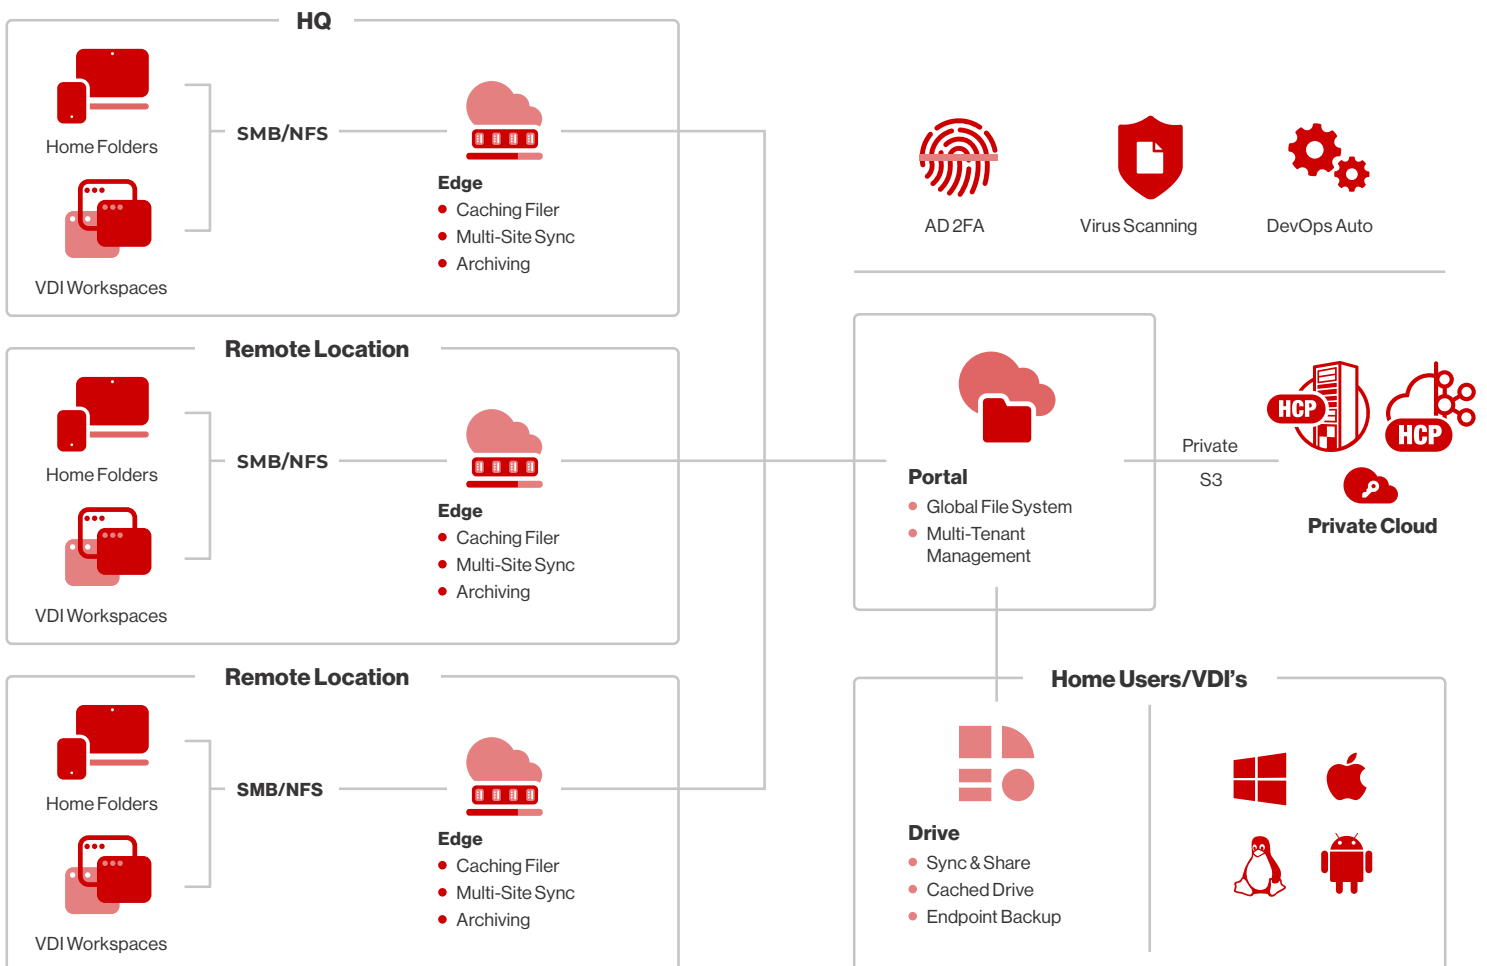 HQ
Home Folders
SMB/NFS
VDI Workspaces
Edge
Caching Filer
Multi-Site Sync
Archiving
Remote Location
Home Folders
SMB/NFS
VDI Workspaces
Edge
Caching Filer
Multi-Site Sync
Archiving
Remote Location
Home Folders
SMB/NFS
VDI Workspaces
Edge
Caching Filer
Multi-Site Sync
Archiving
AD 2FA
Virus Scanning
DevOps Auto
Portal
Global File System
Multi-Tenant
Management
Private
S3
HCP
HCP
Private Cloud
Home Users/VDI's
Drive
Sync & Share
Cached Drive
Endpoint Backup